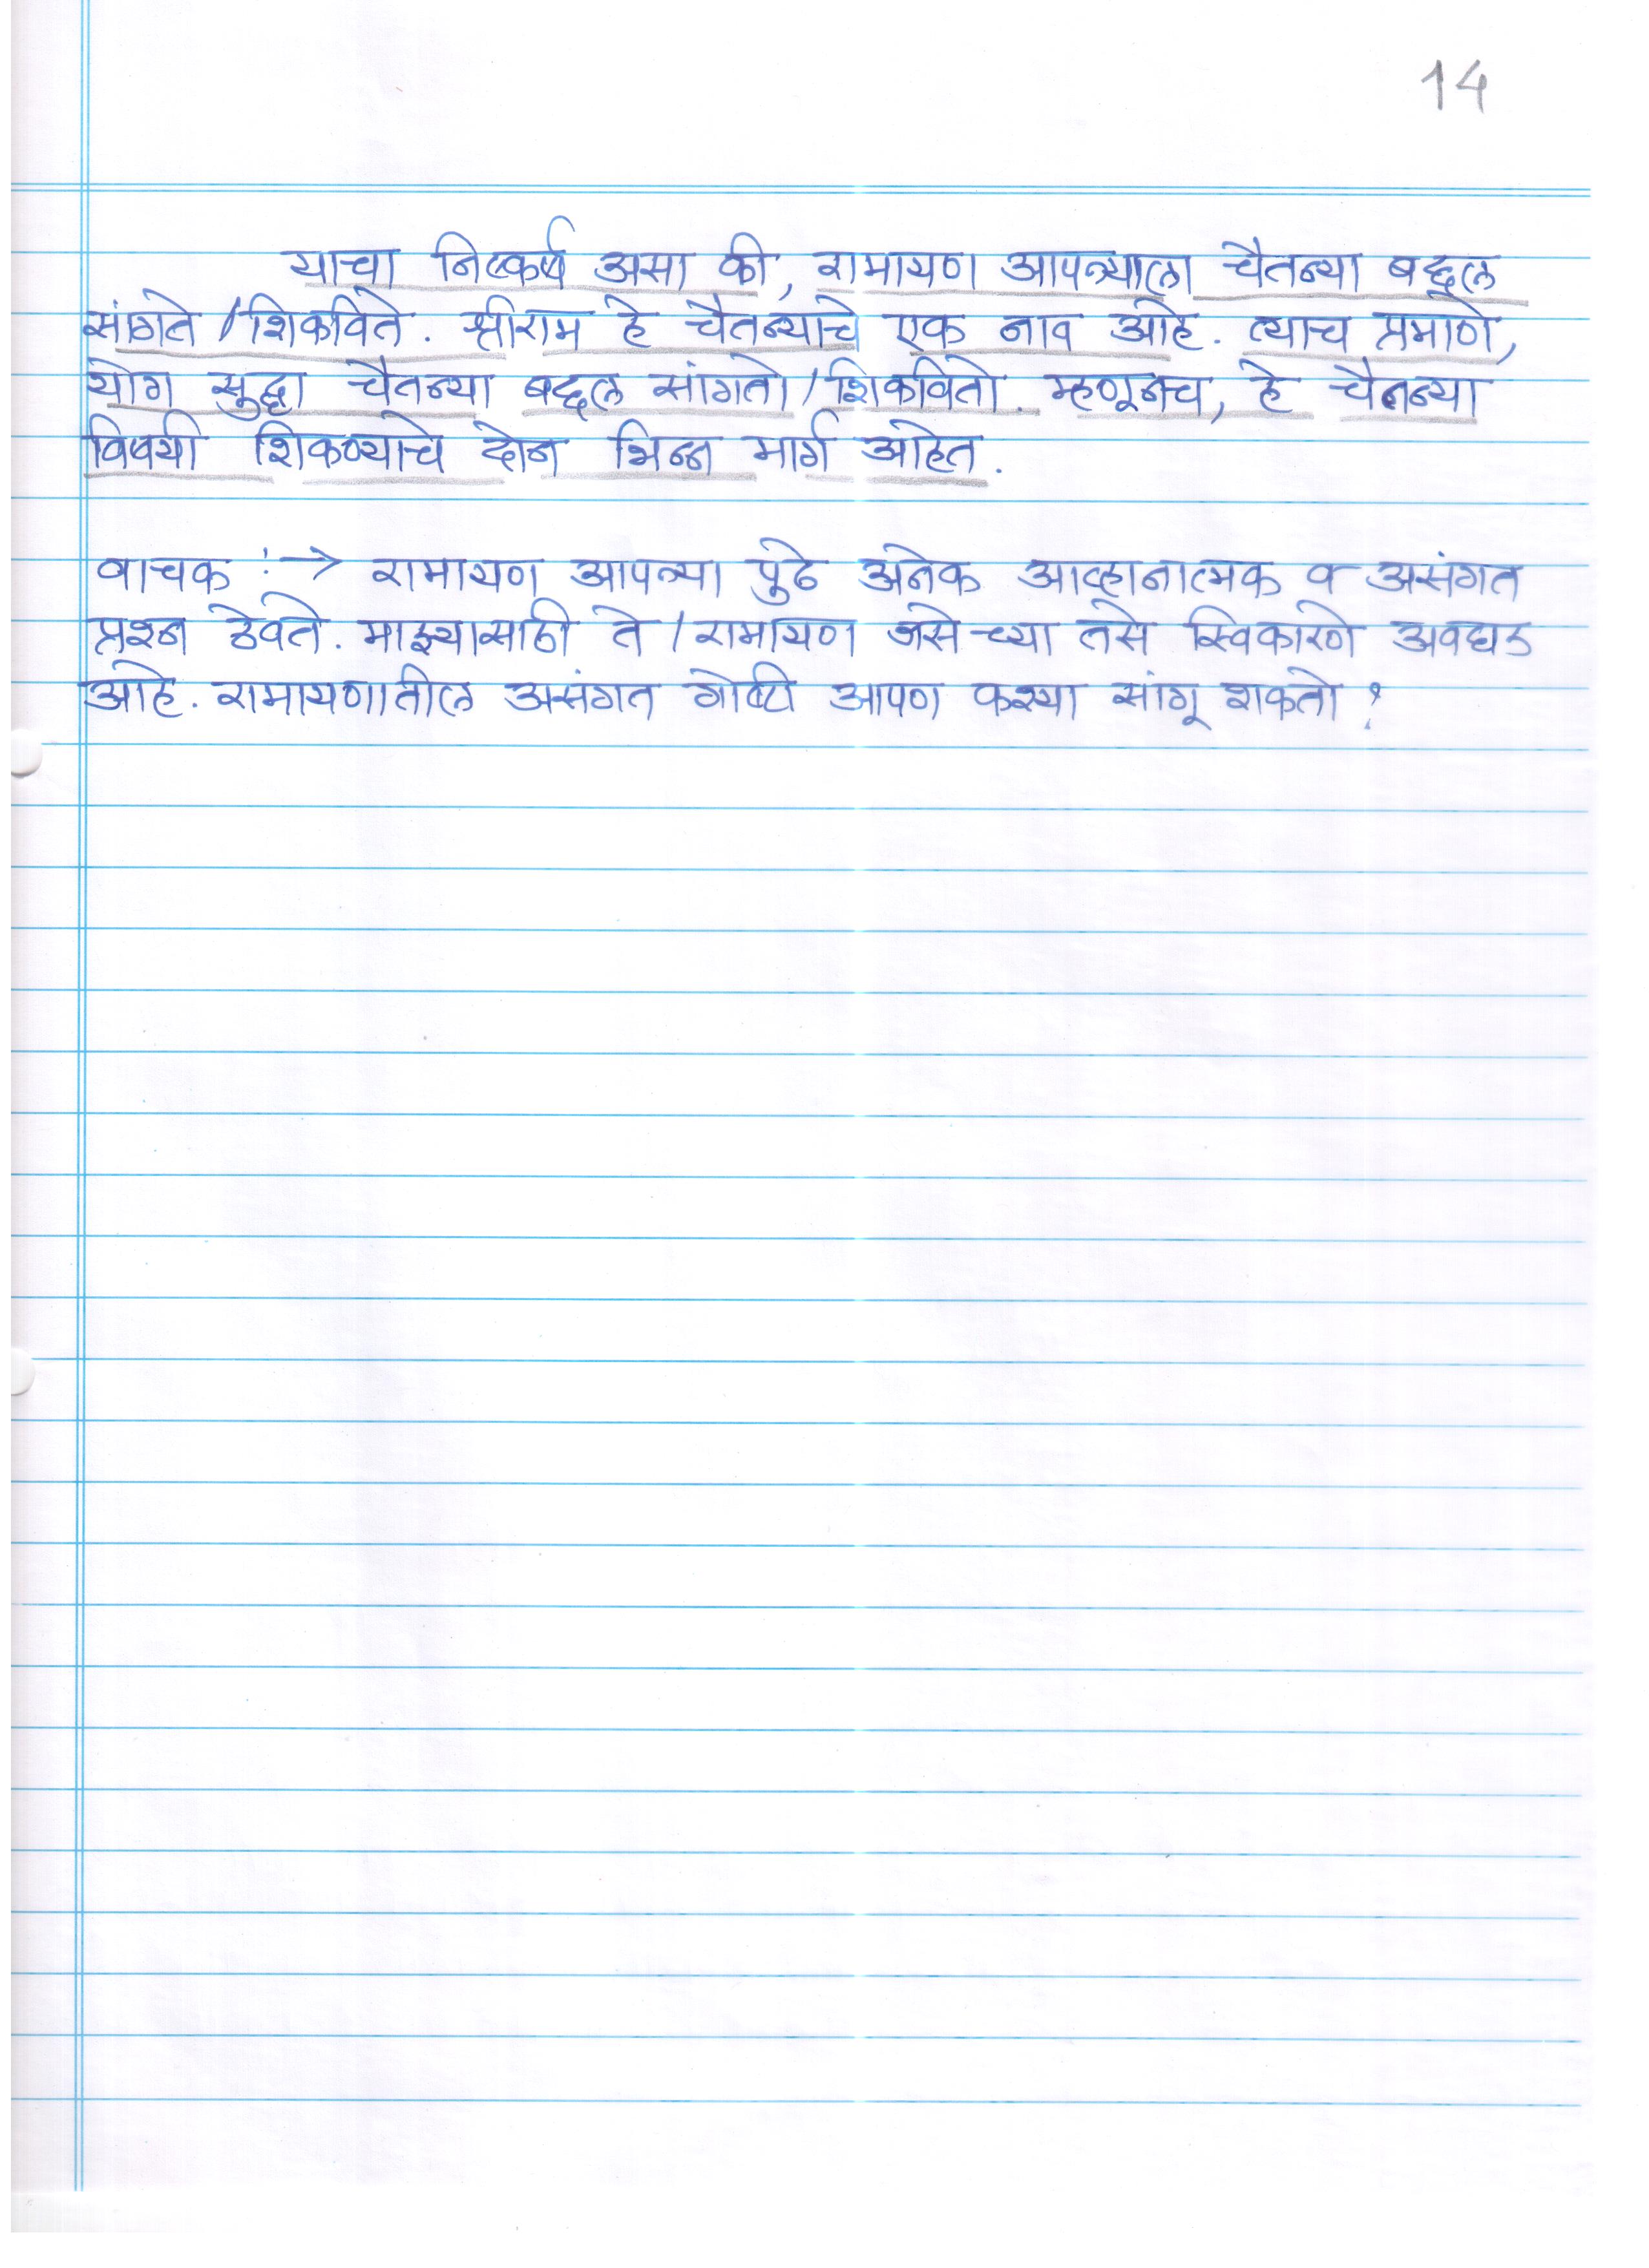 14
याचा निष्कर्ष असा की, रामायण आपल्याला चैतन्या बद्दल
सांगते / शिकविते. श्रीराम हे चैतन्याचे एक नाव आहे. त्याच प्रमाणे,
योग सुद्धा चैतन्या बद्दल सांगतो / शिकवितो. म्हणूनच, हे चैतन्या
विषयी शिकण्याचे दोन भिन्न मार्ग आहेत.
वाचक :→ रामायण आपल्या पुढे अनेक आव्हानात्मक व असंगत
प्रश्न ठेवते. माझ्यासाठी ते / रामायण जसे-च्या तसे स्विकारणे अवघड
आहे. रामायणातील असंगत गोष्टी आपण कश्या सांगू शकतो ?